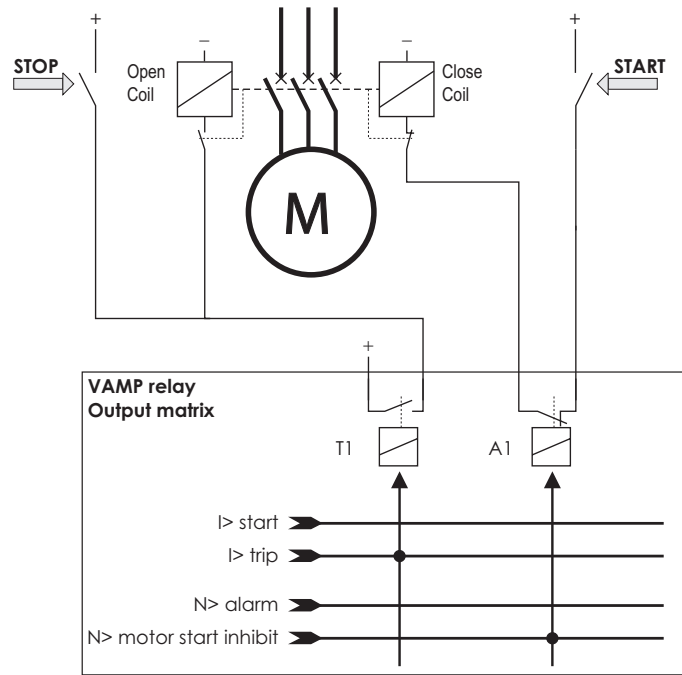 +
−
−
+
STOP
Open
Coil
Close
Coil
START
M
+
VAMP relay
Output matrix
T1
A1
I> start
I> trip
N> alarm
N> motor start inhibit